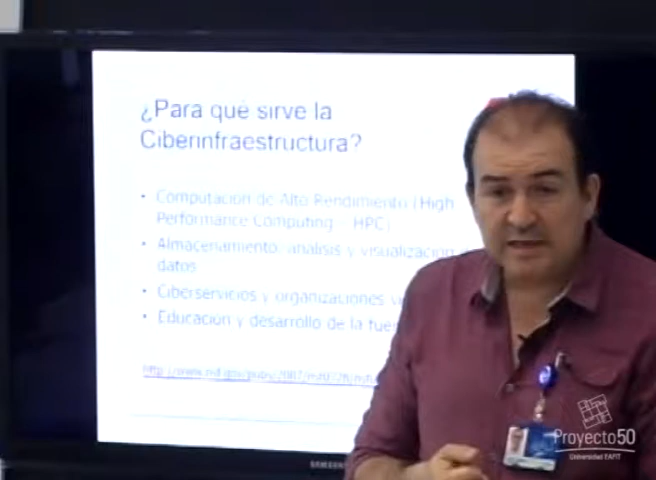 ¿Para qué sirve la
Ciberinfraestructura?
• Computación de Alto Rendimiento (High
Performance Computing - HPC)
• Almacenamiento, análisis y visualización
datos
• Ciberservicios y organizaciones
• Educación y desarrollo de la
SAMSUNG
Proyecto50
Universidad EAFIT